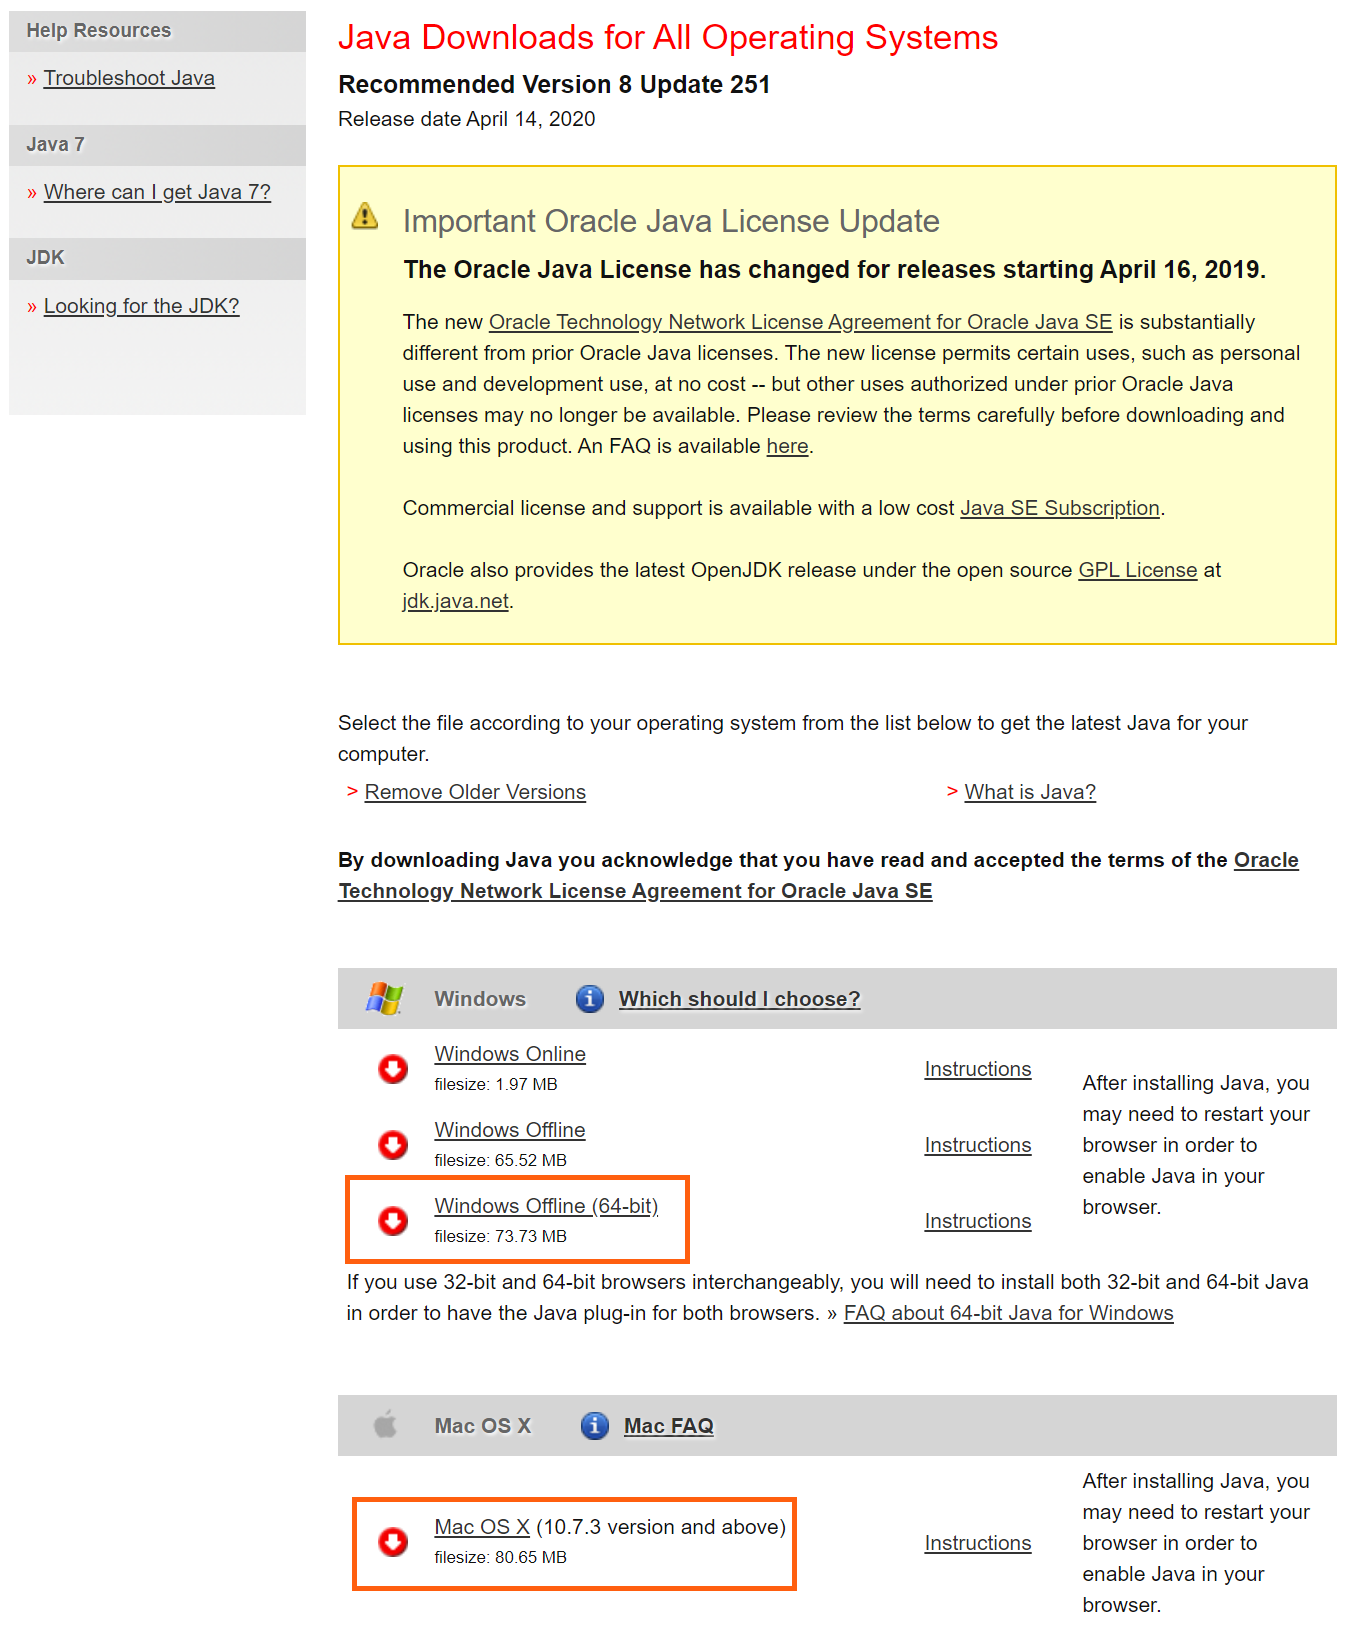 Help Resources
» Troubleshoot Java
Java 7
» Where can I get Java 7?
JDK
» Looking for the JDK?
Java Downloads for All Operating Systems
Recommended Version 8 Update 251
Release date April 14, 2020
Important Oracle Java License Update
The Oracle Java License has changed for releases starting April 16, 2019.
The new Oracle Technology Network License Agreement for Oracle Java SE is substantially
different from prior Oracle Java licenses. The new license permits certain uses, such as personal
use and development use, at no cost -- but other uses authorized under prior Oracle Java
licenses may no longer be available. Please review the terms carefully before downloading and
using this product. An FAQ is available here.
Commercial license and support is available with a low cost Java SE Subscription.
Oracle also provides the latest OpenJDK release under the open source GPL License at
jdk.java.net.
Select the file according to your operating system from the list below to get the latest Java for your
computer.
> Remove Older Versions
> What is Java?
By downloading Java you acknowledge that you have read and accepted the terms of the Oracle
Technology Network License Agreement for Oracle Java SE
Windows
Which should I choose?
Windows Online
filesize: 1.97 MB
Instructions
Windows Offline
filesize: 65.52 MB
Instructions
Windows Offline (64-bit)
filesize: 73.73 MB
Instructions
After installing Java, you
may need to restart your
browser in order to
enable Java in your
browser.
If you use 32-bit and 64-bit browsers interchangeably, you will need to install both 32-bit and 64-bit Java
in order to have the Java plug-in for both browsers. » FAQ about 64-bit Java for Windows
Mac OS X
Mac FAQ
Mac OS X (10.7.3 version and above)
filesize: 80.65 MB
Instructions
After installing Java, you
may need to restart your
browser in order to
enable Java in your
browser.